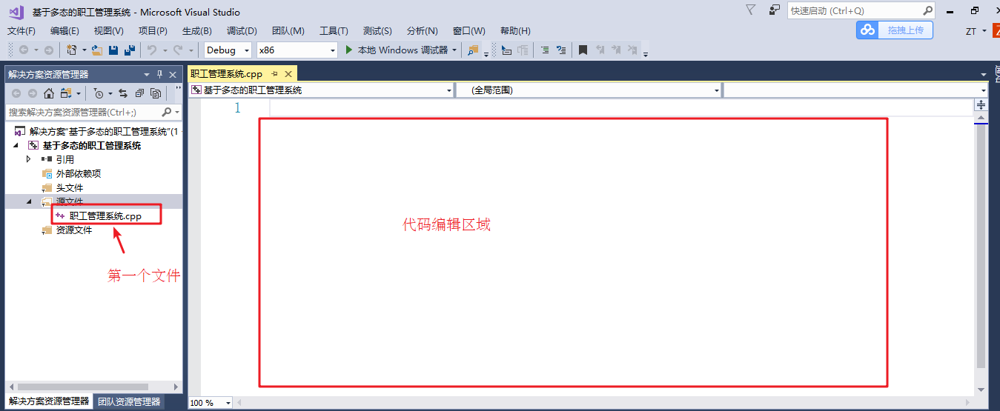 基于多态的职工管理系统 - Microsoft Visual Studio
快速启动 (Ctrl+Q)
文件(F) 编辑(E) 视图(V) 项目(P) 生成(B) 调试(D) 团队(M) 工具(T) 测试(S) 分析(N) 窗口(W) 帮助(H)
拖拽上传
ZT
Debug x86 本地 Windows 调试器
解决方案资源管理器
职工管理系统.cpp
基于多态的职工管理系统 (全局范围)
搜索解决方案资源管理器(Ctrl+;)
1
解决方案"基于多态的职工管理系统"(1
基于多态的职工管理系统
引用
外部依赖项
头文件
源文件
职工管理系统.cpp
资源文件
代码编辑区域
第一个文件
解决方案资源管理器 团队资源管理器
100 %